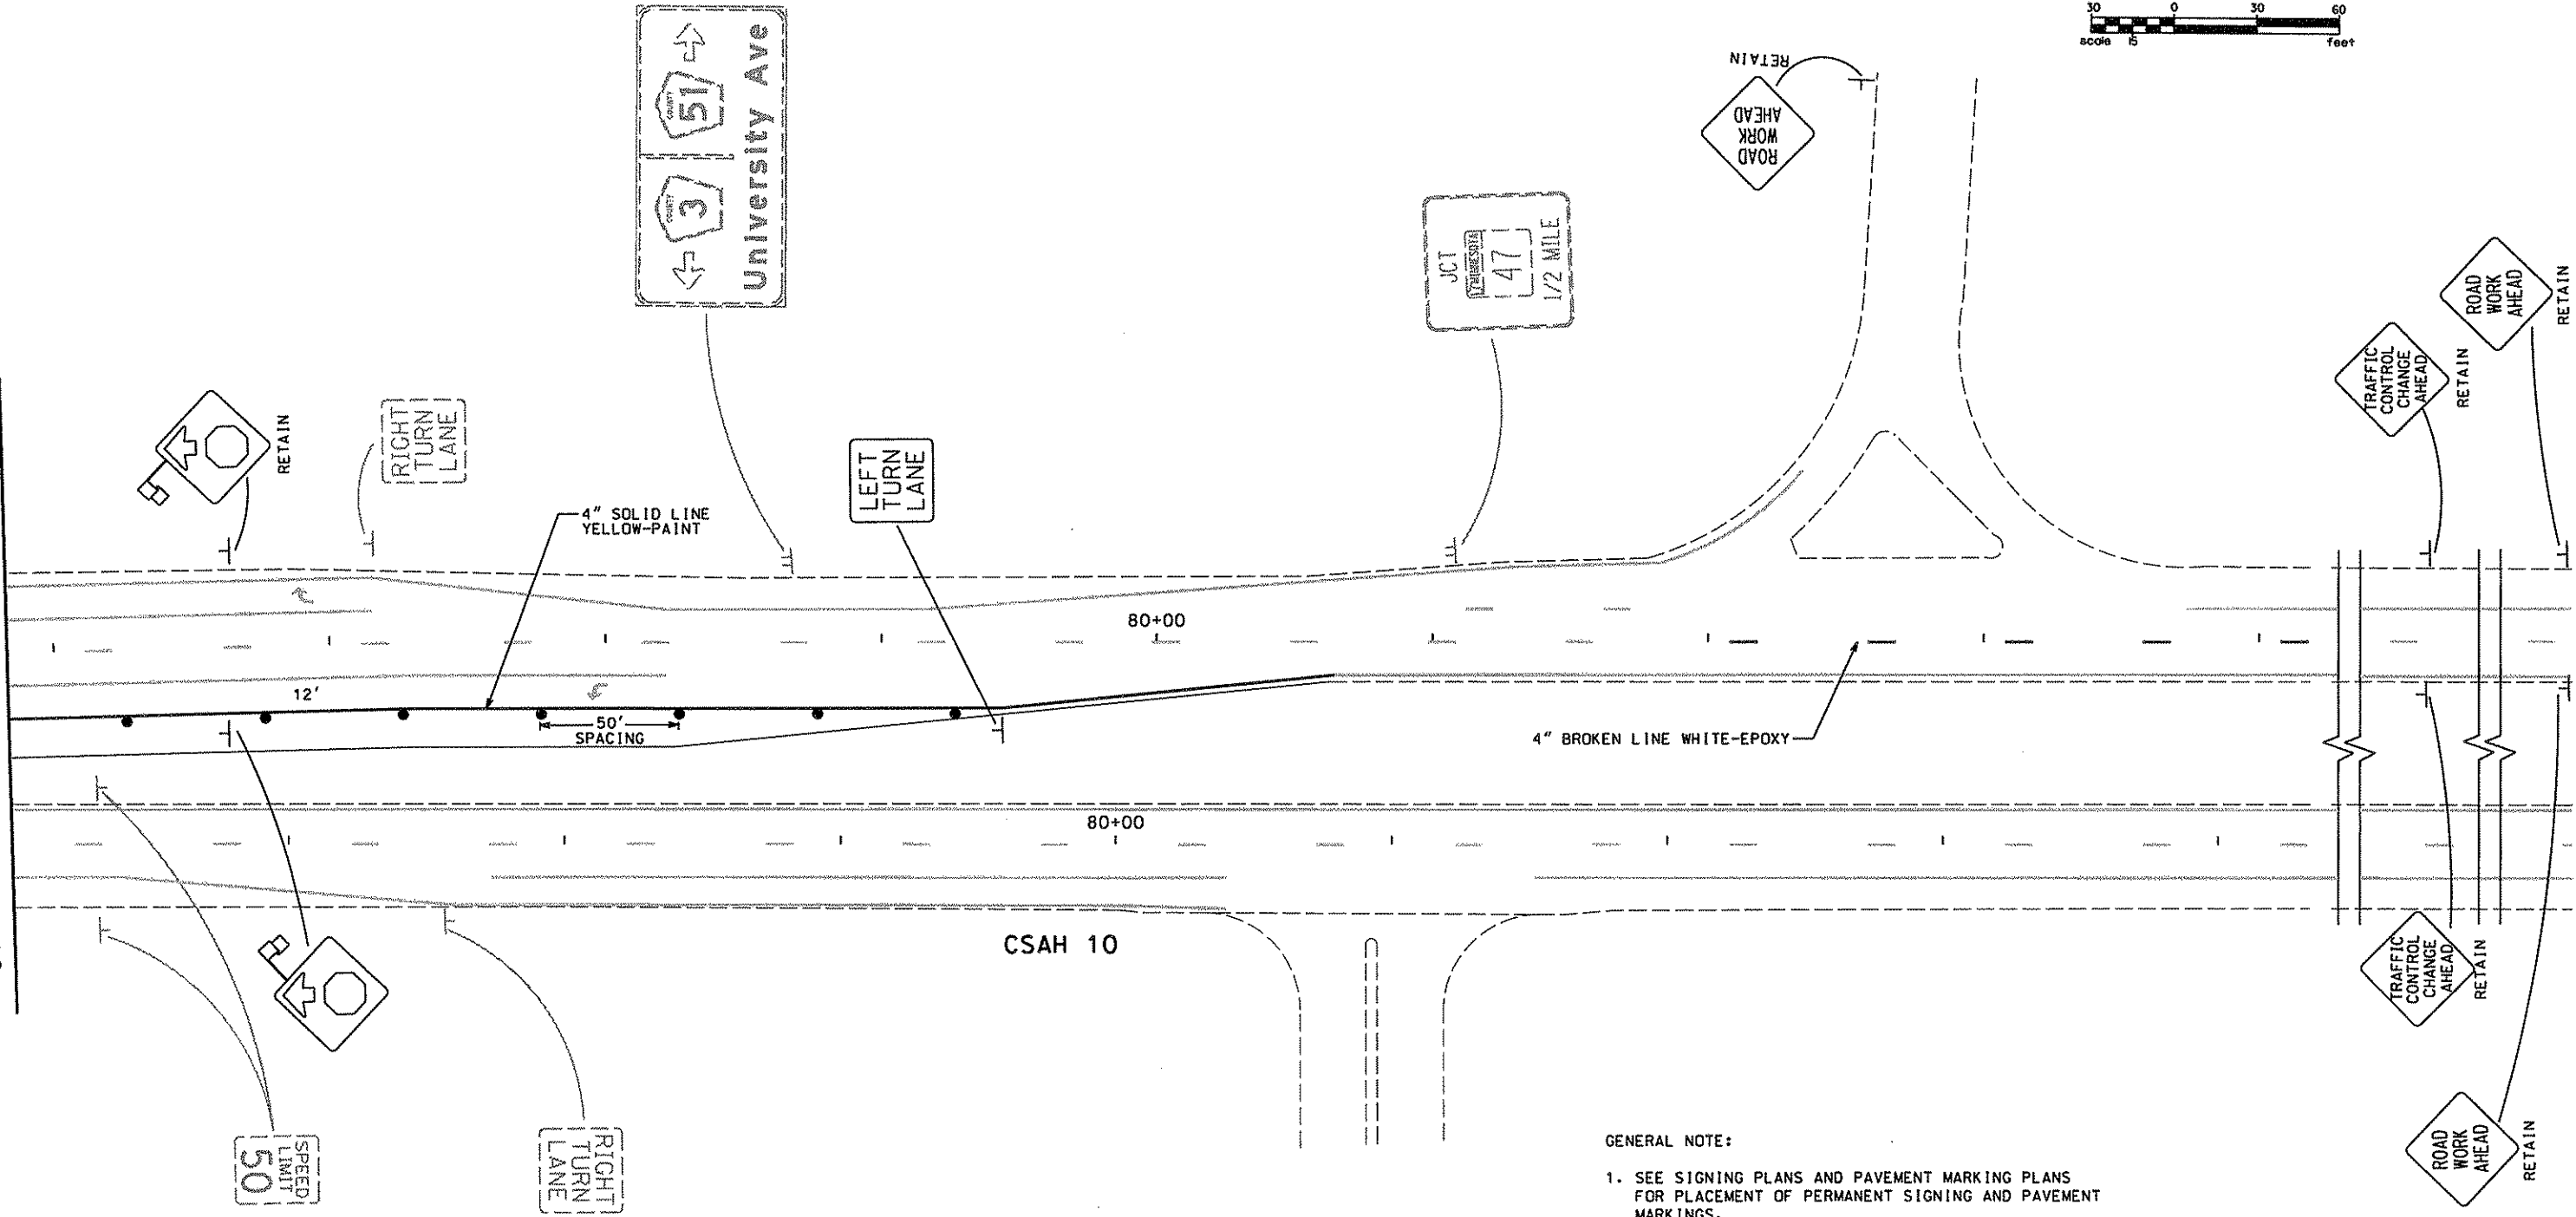 30 0 30 60
scale 15 feet
COUNTY
3
COUNTY
51
University Ave
RETAIN
ROAD
WORK
AHEAD
JCT
MINNESOTA
47
1/2 MILE
ROAD
WORK
AHEAD
RETAIN
TRAFFIC
CONTROL
CHANGE
AHEAD
RETAIN
RETAIN
RIGHT
TURN
LANE
4" SOLID LINE
YELLOW-PAINT
LEFT
TURN
LANE
80+00
12'
50'
SPACING
4" BROKEN LINE WHITE-EPOXY
80+00
CSAH 10
TRAFFIC
CONTROL
CHANGE
AHEAD
RETAIN
SPEED
LIMIT
50
RIGHT
TURN
LANE
ROAD
WORK
AHEAD
RETAIN
GENERAL NOTE:
1. SEE SIGNING PLANS AND PAVEMENT MARKING PLANS
FOR PLACEMENT OF PERMANENT SIGNING AND PAVEMENT
MARKINGS.